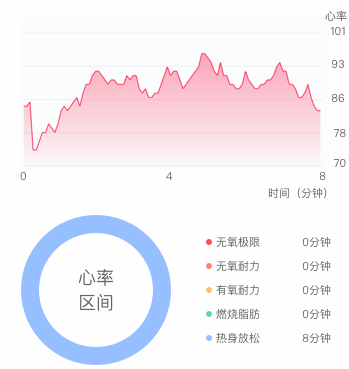 心率
101
93
86
78
70
0
4
8
时间（分钟）
心率
区间
无氧极限 0分钟
无氧耐力 0分钟
有氧耐力 0分钟
燃烧脂肪 0分钟
热身放松 8分钟